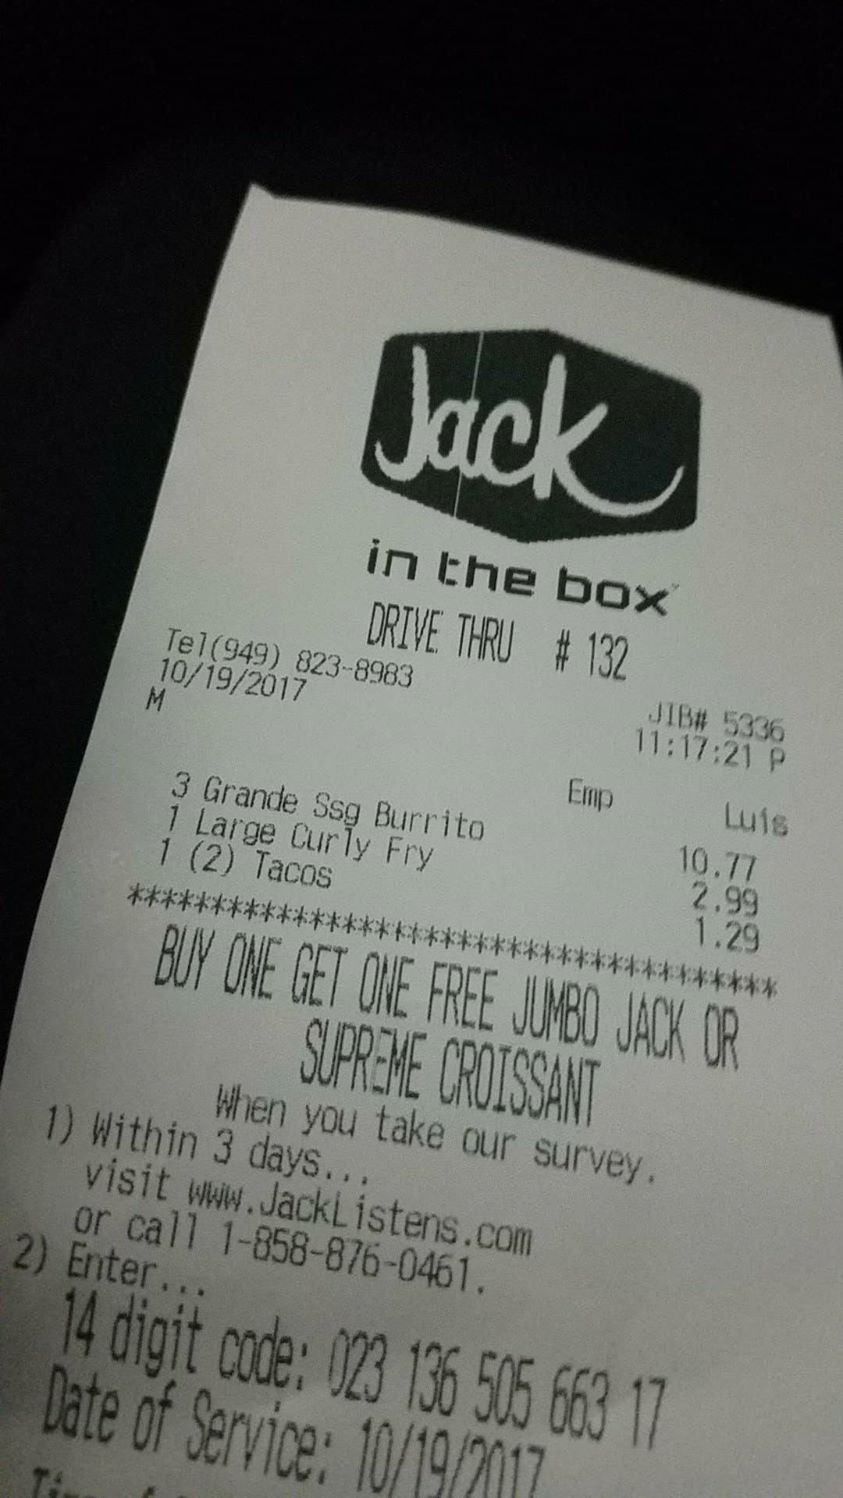 Jack
in the box
DRIVE THRU # 132
Tel(949) 823-8983
10/19/2017 JIB# 5336
M 11:17:21 P
Emp Luis
3 Grande Ssg Burrito 10.77
1 Large Curly Fry 2.99
1 (2) Tacos 1.29
****************************************
BUY ONE GET ONE FREE JUMBO JACK OR
SUPREME CROISSANT
When you take our survey.
1) Within 3 days...
visit www.JackListens.com
or call 1-858-876-0461.
2) Enter...
14 digit code: 023 136 505 663 17
Date of Service: 10/19/2017